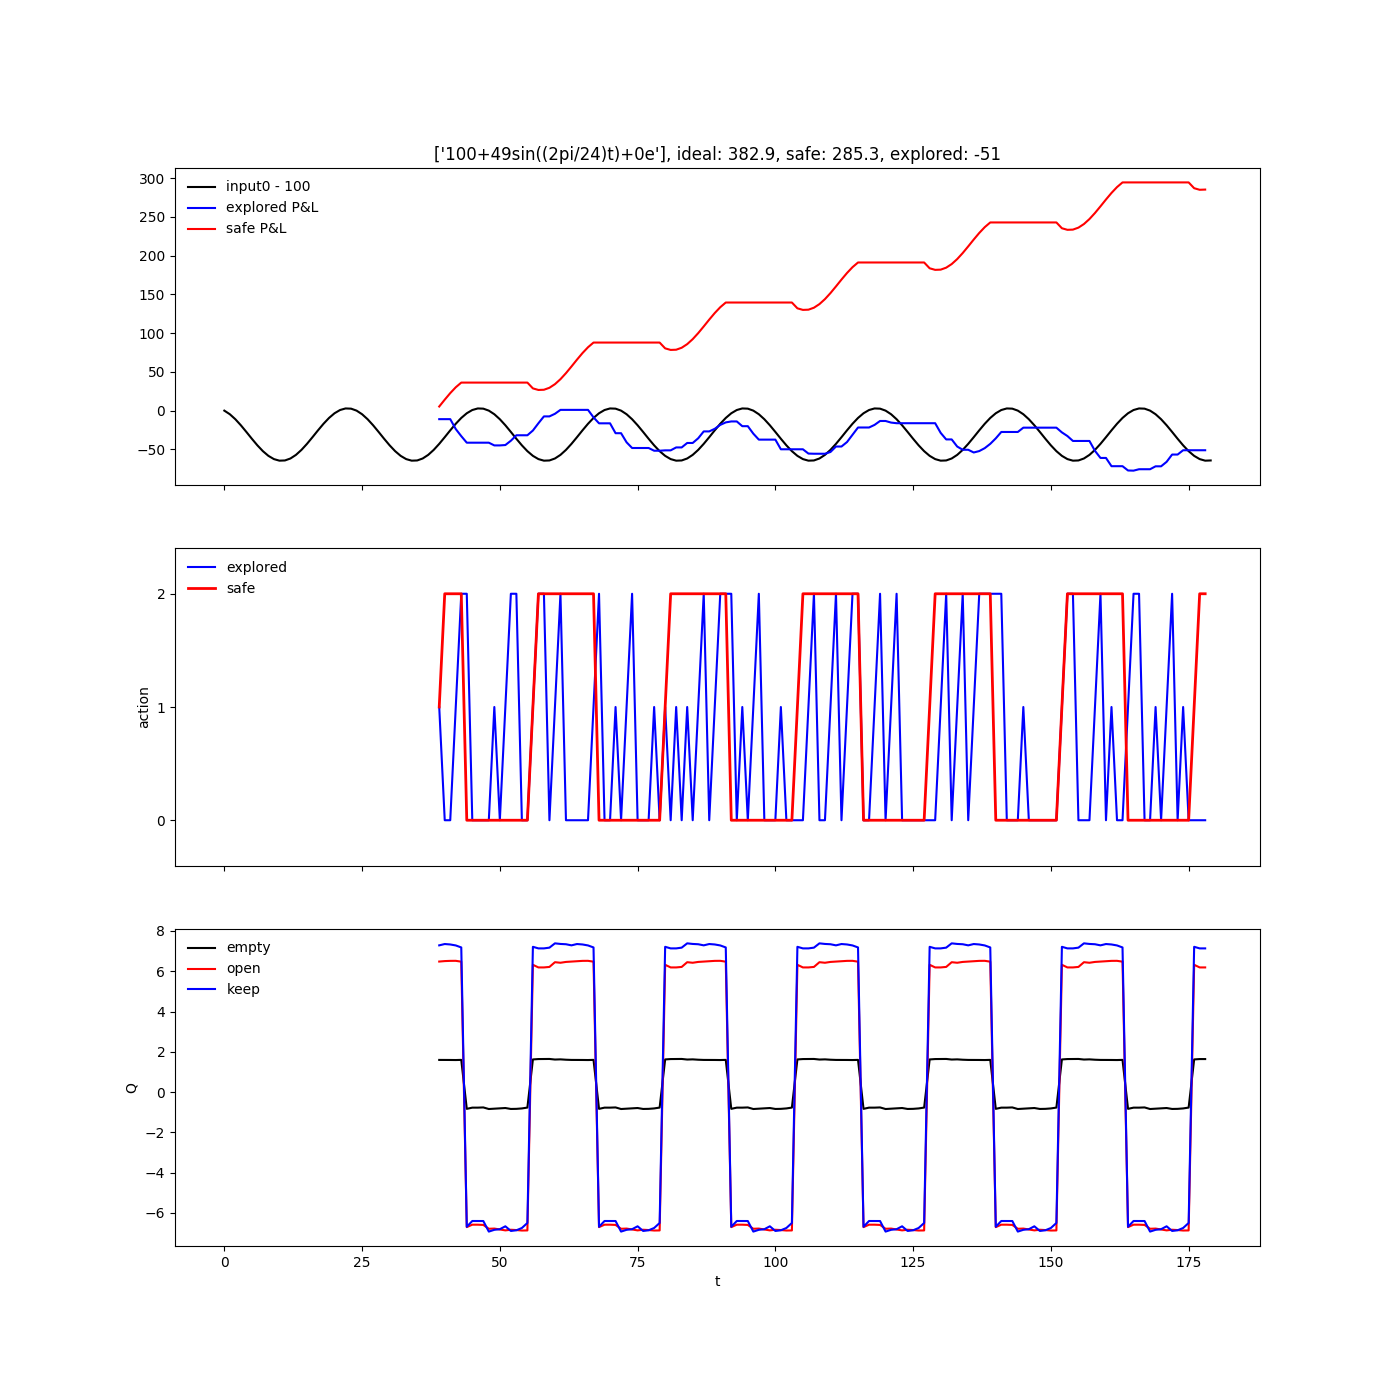 ['100+49sin((2pi/24)t)+0e'], ideal: 382.9, safe: 285.3, explored: -51
300
250
200
150
100
50
0
−50
input0 - 100
explored P&L
safe P&L
action
2
1
0
explored
safe
Q
8
6
4
2
0
−2
−4
−6
empty
open
keep
0 25 50 75 100 125 150 175
t